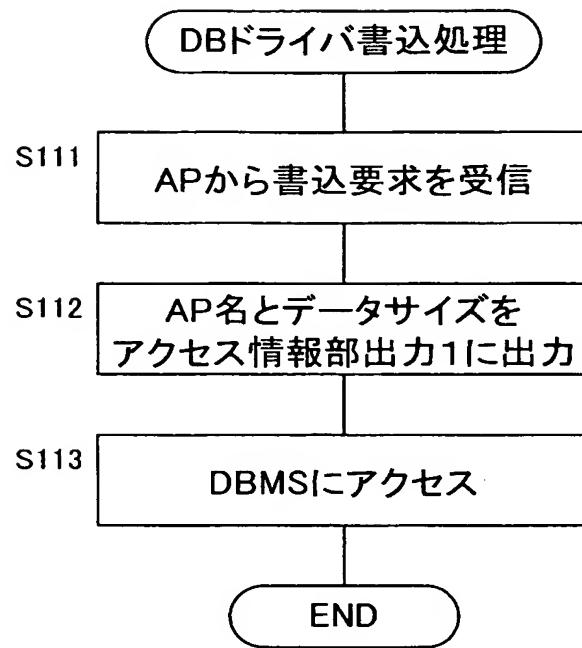 DBドライバ書込処理
S111
APから書込要求を受信
S112
AP名とデータサイズを
アクセス情報部出力1に出力
S113
DBMSにアクセス
END